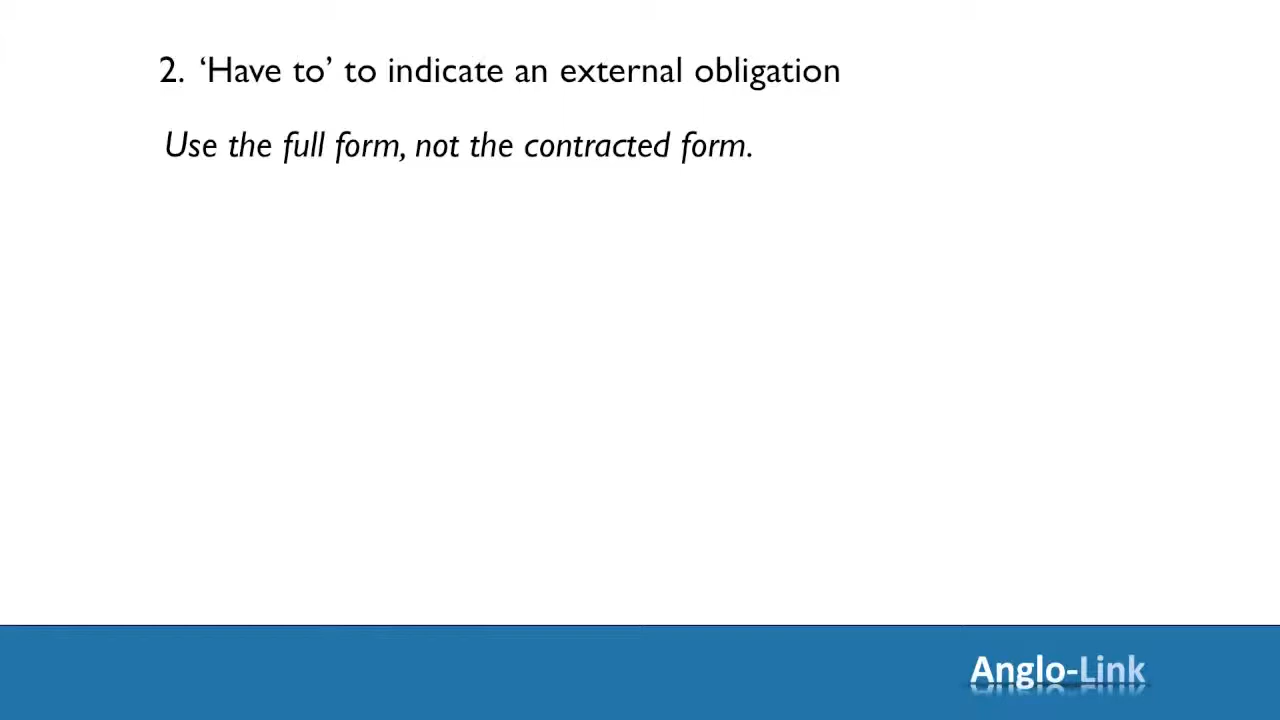 2. ‘Have to’ to indicate an external obligation
Use the full form, not the contracted form.
Anglo-Link